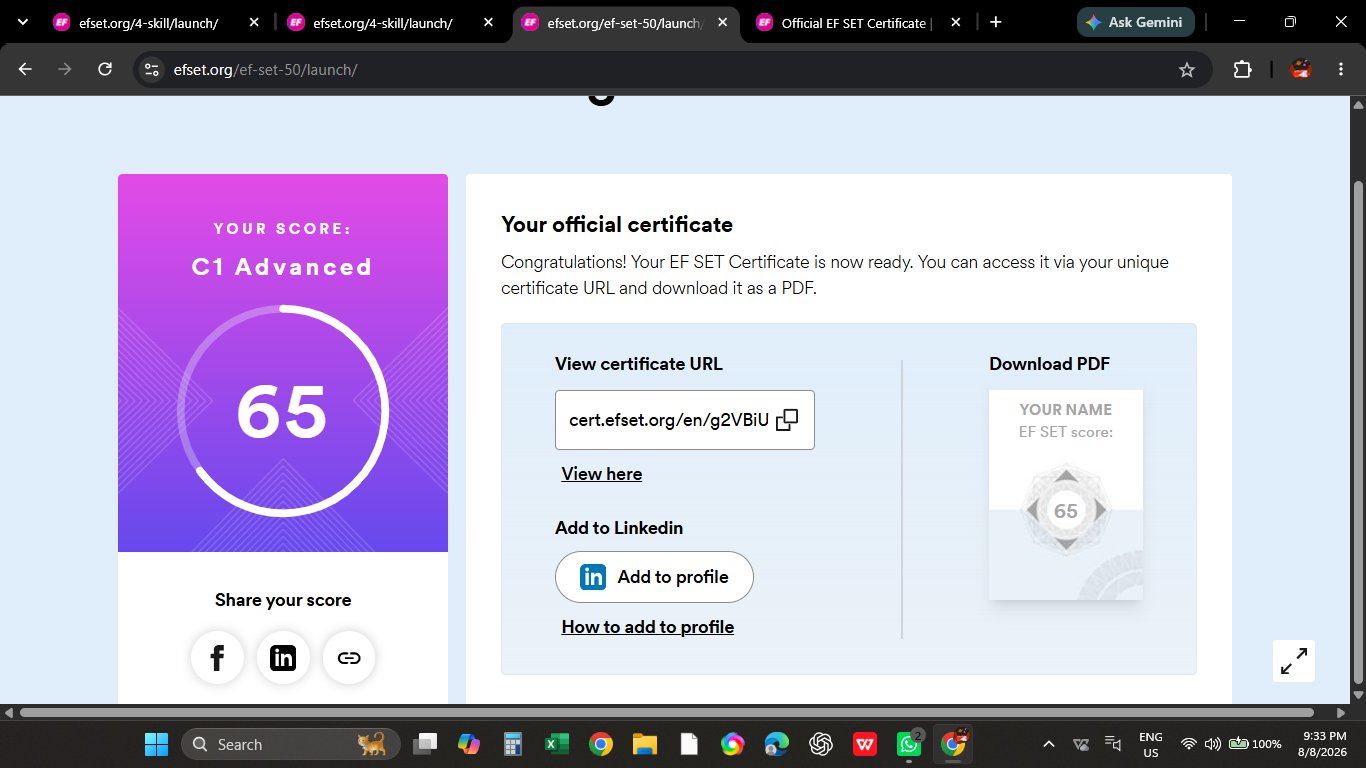 efset.org/4-skill/launch/
efset.org/4-skill/launch/
efset.org/ef-set-50/launch/
Official EF SET Certificate |
Ask Gemini
efset.org/ef-set-50/launch/
YOUR SCORE:
C1 Advanced
65
Share your score
Your official certificate
Congratulations! Your EF SET Certificate is now ready. You can access it via your unique
certificate URL and download it as a PDF.
View certificate URL
cert.efset.org/en/g2VBiU
View here
Add to Linkedin
in Add to profile
How to add to profile
Download PDF
YOUR NAME
EF SET score:
65
Search
2
ENG
US
100%
9:33 PM
8/8/2026